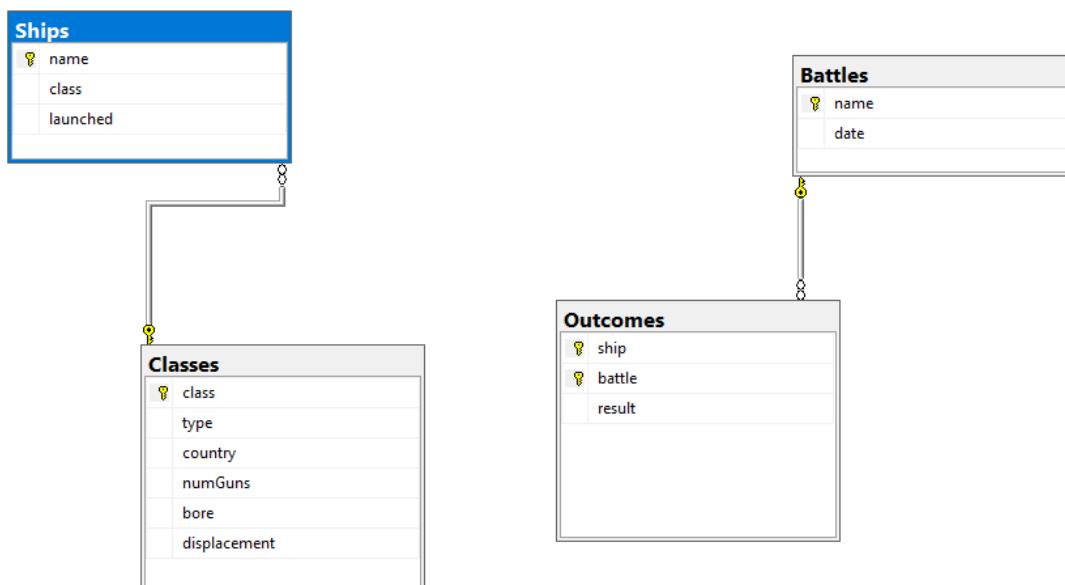 Ships
name
class
launched
Battles
name
date
Outcomes
ship
battle
result
Classes
class
type
country
numGuns
bore
displacement